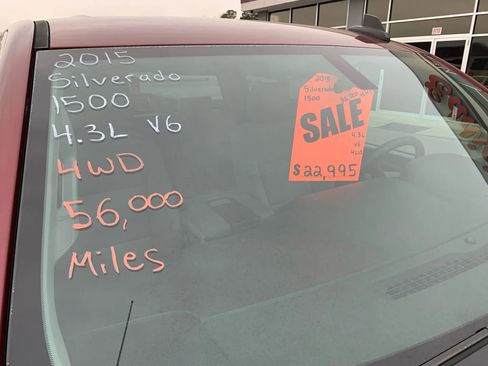 2015
Silverado
1500
4.3L V6
4WD
56,000
Miles
2015
Silverado
1500
SALE
4.3L
V6
4WD
$22,995